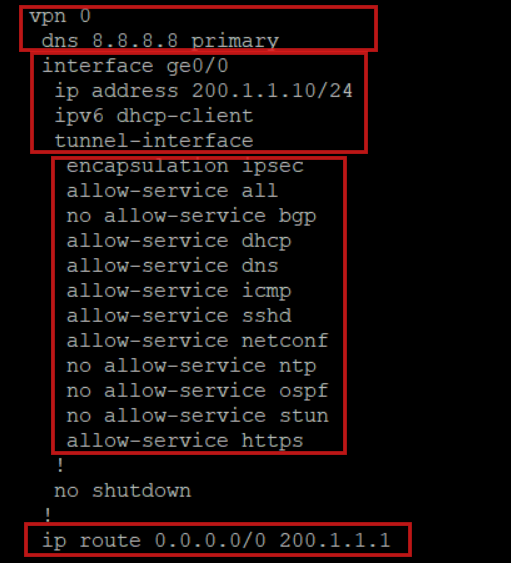 vpn 0
dns 8.8.8.8 primary
interface ge0/0
ip address 200.1.1.10/24
ipv6 dhcp-client
tunnel-interface
encapsulation ipsec
allow-service all
no allow-service bgp
allow-service dhcp
allow-service dns
allow-service icmp
allow-service sshd
allow-service netconf
no allow-service ntp
no allow-service ospf
no allow-service stun
allow-service https
!
no shutdown
!
ip route 0.0.0.0/0 200.1.1.1